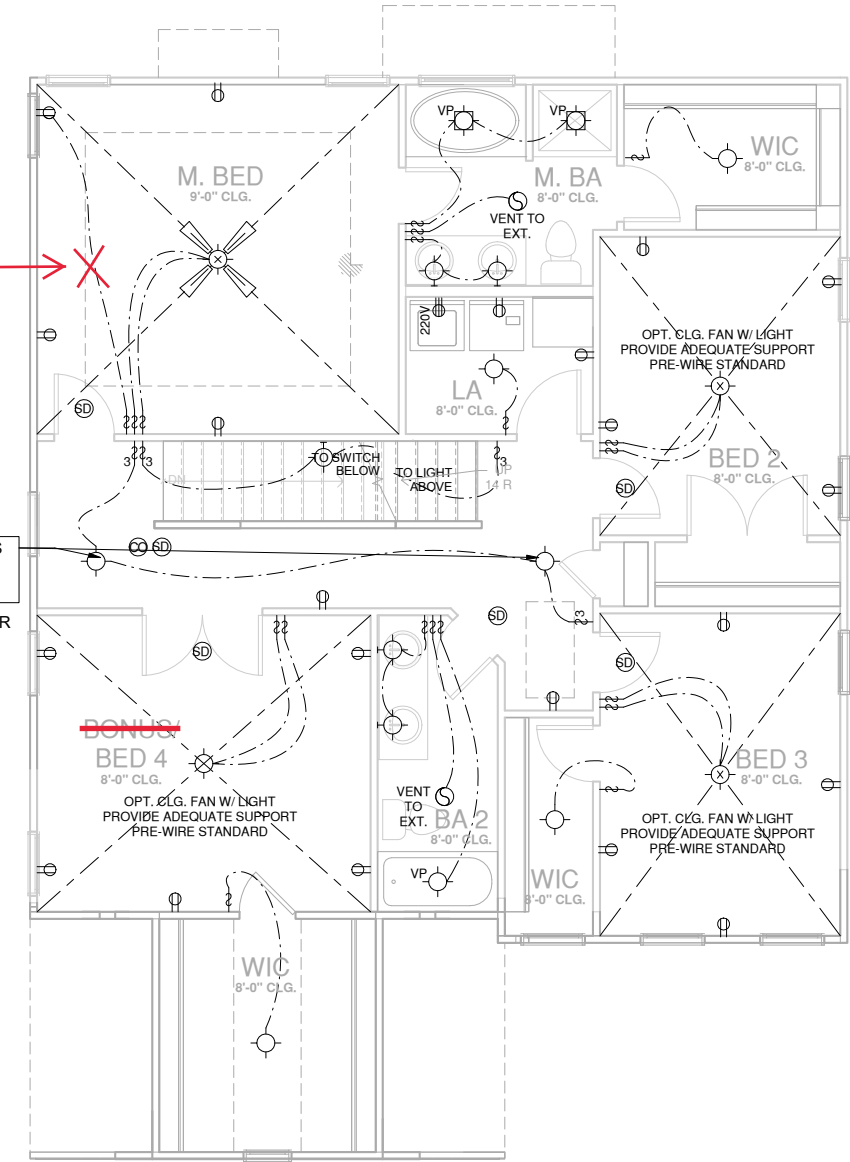 VP
VP
M. BED
9'-0" CLG.
WIC
8'-0" CLG.
M. BA
8'-0" CLG.
VENT TO
EXT.
220V
OPT. CLG. FAN W/ LIGHT
PROVIDE ADEQUATE SUPPORT
PRE-WIRE STANDARD
LA
8'-0" CLG.
SD
BED 2
8'-0" CLG.
3
3
TO SWITCH
BELOW
3
TO LIGHT
ABOVE
DN
UP
14 R
SD
S
CO
SD
R
SD
3
SD
SD
BONUS/
BED 4
8'-0" CLG.
OPT. CLG. FAN W/ LIGHT
PROVIDE ADEQUATE SUPPORT
PRE-WIRE STANDARD
VENT
TO
EXT.
BA 2
8'-0" CLG.
VP
BED 3
8'-0" CLG.
OPT. CLG. FAN W/ LIGHT
PROVIDE ADEQUATE SUPPORT
PRE-WIRE STANDARD
WIC
8'-0" CLG.
WIC
8'-0" CLG.